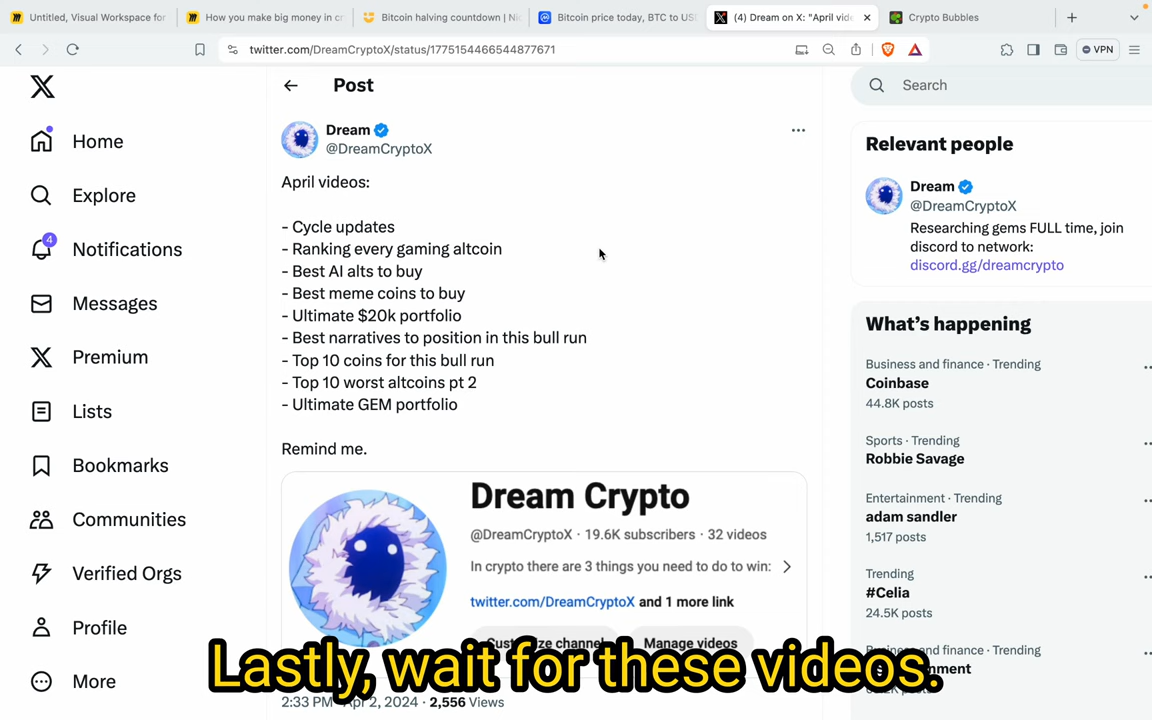 Untitled, Visual Workspace for
How you make big money in cr
Bitcoin halving countdown | Nic
Bitcoin price today, BTC to US
(4) Dream on X: "April vide
Crypto Bubbles
twitter.com/DreamCryptoX/status/1775154466544877671
VPN
Home
Explore
4
Notifications
Messages
Premium
Lists
Bookmarks
Communities
Verified Orgs
Profile
More
Post
Dream
@DreamCryptoX
April videos:
- Cycle updates
- Ranking every gaming altcoin
- Best AI alts to buy
- Best meme coins to buy
- Ultimate $20k portfolio
- Best narratives to position in this bull run
- Top 10 coins for this bull run
- Top 10 worst altcoins pt 2
- Ultimate GEM portfolio
Remind me.
Dream Crypto
@DreamCryptoX · 19.6K subscribers · 32 videos
In crypto there are 3 things you need to do to win:
twitter.com/DreamCryptoX and 1 more link
Customize channel
Manage videos
2:33 PM · Apr 2, 2024 · 2,556 Views
Search
Relevant people
Dream
@DreamCryptoX
Researching gems FULL time, join
discord to network:
discord.gg/dreamcrypto
What's happening
Business and finance · Trending
Coinbase
44.8K posts
Sports · Trending
Robbie Savage
Entertainment · Trending
adam sandler
1,517 posts
Trending
#Celia
24.5K posts
Business and finance · Trending
Lastly, wait for these videos.